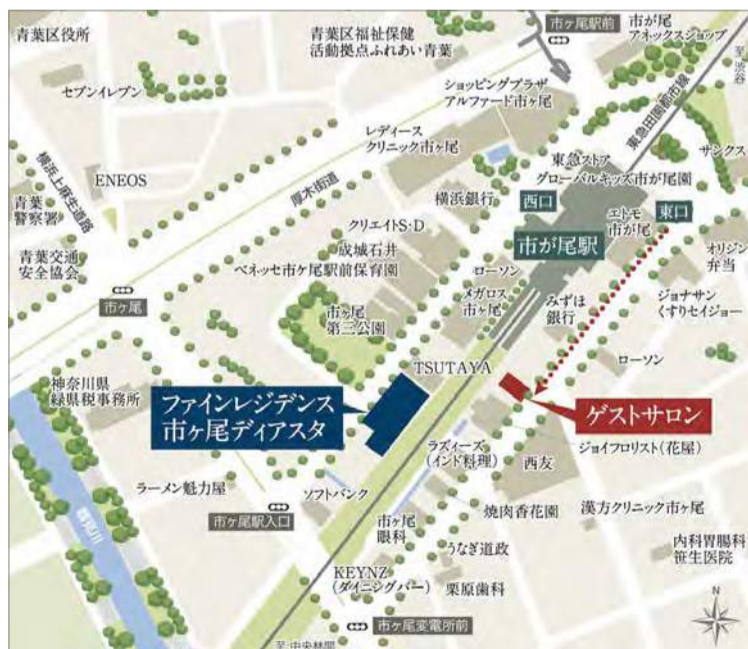 青葉区役所
青葉区福祉保健
活動拠点ふれあい青葉
市ヶ尾駅前
市が尾
アネックスショップ
至 渋谷
セブンイレブン
ショッピングプラザ
アルファード市ヶ尾
東急田園都市線
レディース
クリニック市ヶ尾
東急ストア
グローバルキッズ市が尾園
サンクス
横浜上麻生道路
ENEOS
厚木街道
横浜銀行
西口
エトモ
市が尾
東口
青葉
警察署
クリエイトS・D
市が尾駅
オリジン
弁当
青葉交通
安全協会
成城石井
ベネッセ市ヶ尾駅前保育園
ローソン
メガロス
市ヶ尾
みずほ
銀行
ジョナサン
くすりセイジョー
市ヶ尾
市ヶ尾
第三公園
ローソン
TSUTAYA
神奈川県
緑県税事務所
ファインレジデンス
市ヶ尾ディアスタ
ゲストサロン
ラズィーズ
(インド料理)
西友
ジョイフロリスト(花屋)
ラーメン魁力屋
ソフトバンク
鶴見川
市ヶ尾駅入口
市ヶ尾
眼科
焼肉香花園
漢方クリニック市ヶ尾
うなぎ道政
内科胃腸科
笹生医院
KEYNZ
(ダイニングバー)
栗原歯科
N
市ヶ尾変電所前
至 中央林間